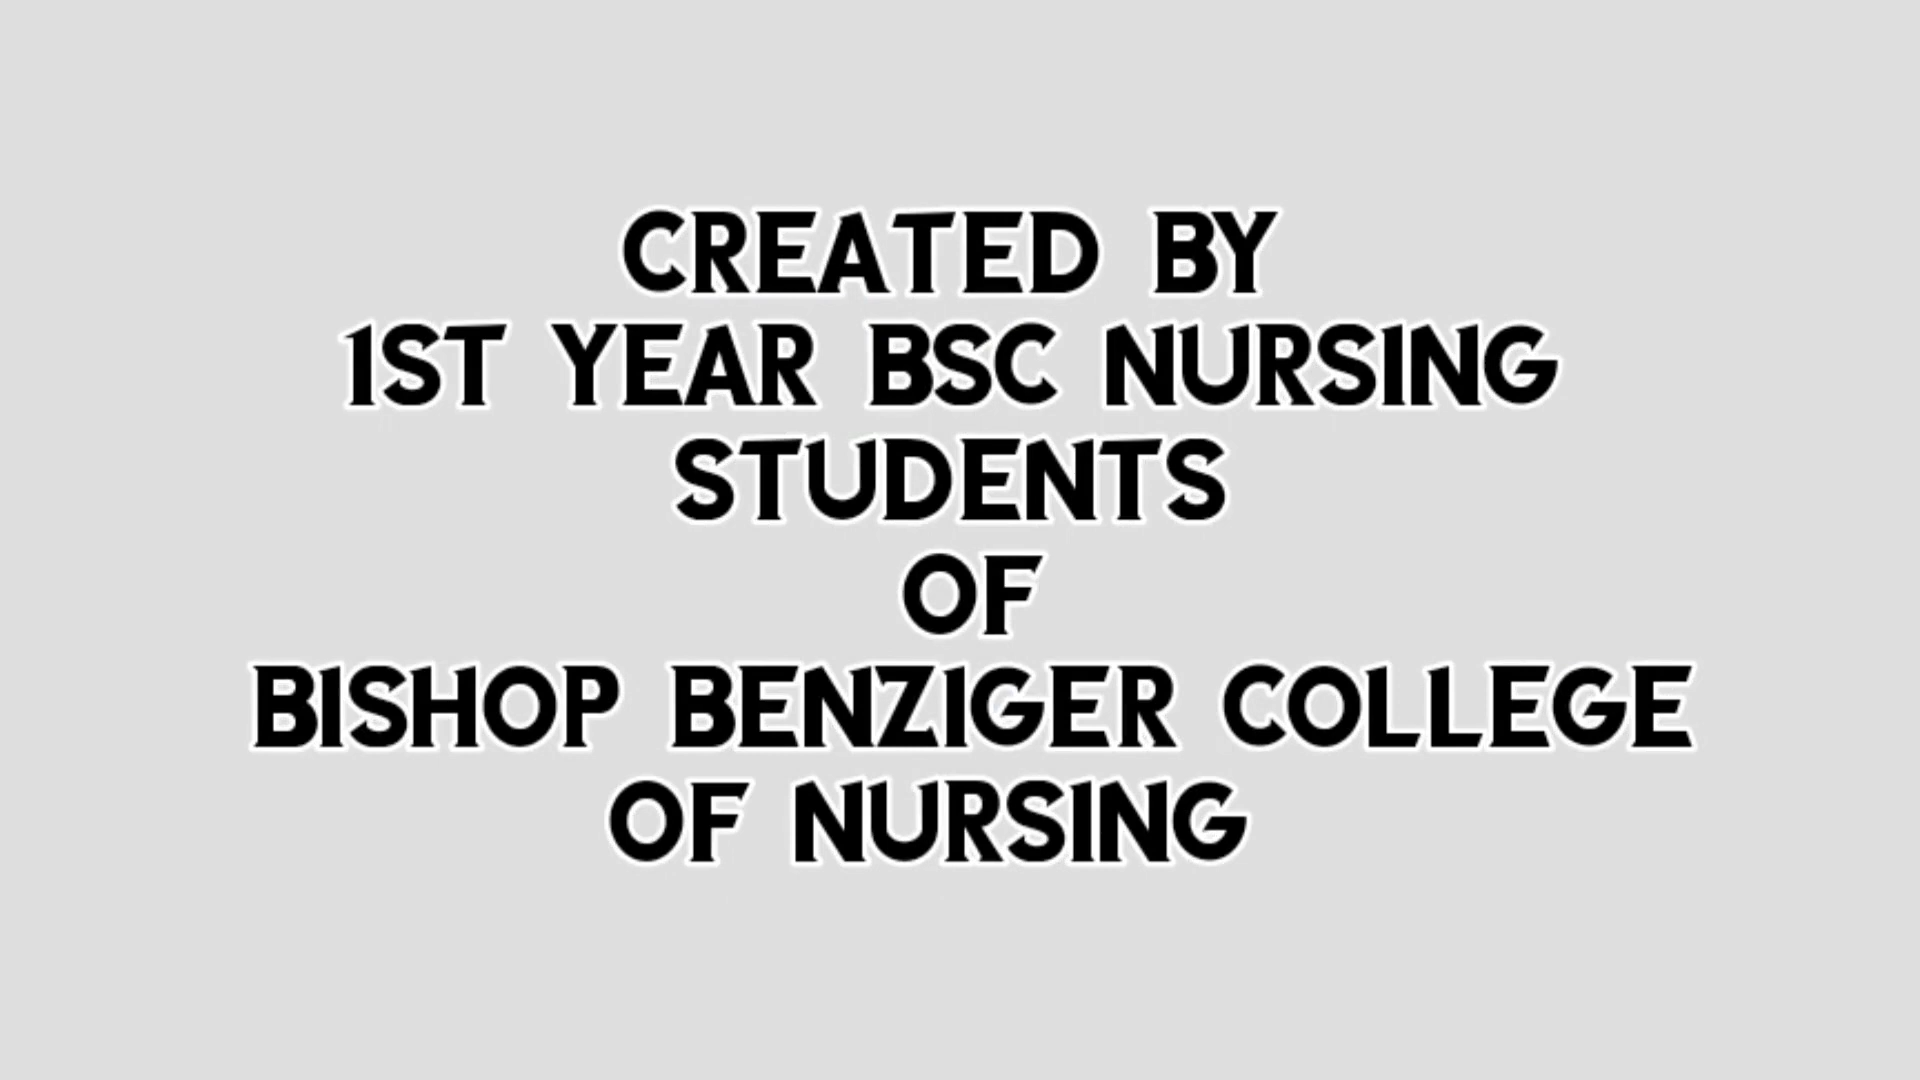 CREATED BY
1ST YEAR BSC NURSING
STUDENTS
OF
BISHOP BENZIGER COLLEGE
OF NURSING